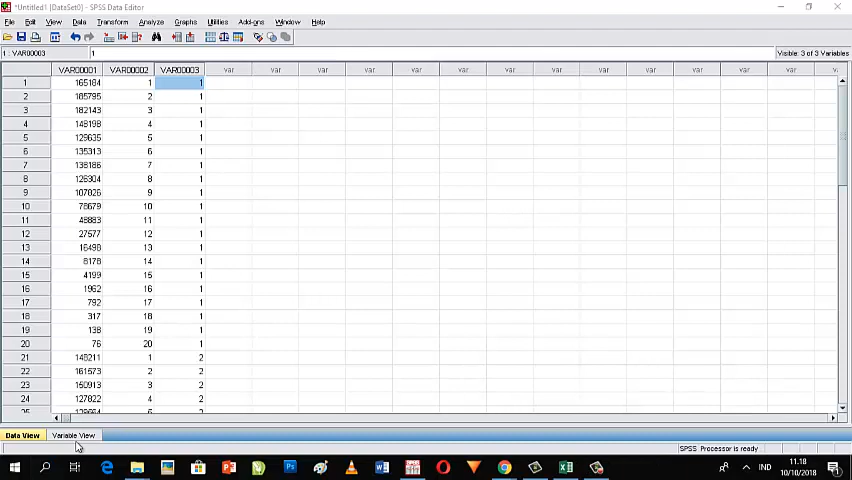 *Untitled1 [DataSet0] - SPSS Data Editor
File Edit View Data Transform Analyze Graphs Utilities Add-ons Window Help
1 : VAR00003 1 Visible: 3 of 3 Variables
VAR00001 VAR00002 VAR00003 var var var var var var var var var var var var
1 165184 1 1
2 185795 2 1
3 182143 3 1
4 148198 4 1
5 129635 5 1
6 135313 6 1
7 138186 7 1
8 126304 8 1
9 107826 9 1
10 78679 10 1
11 48883 11 1
12 27577 12 1
13 16498 13 1
14 8178 14 1
15 4199 15 1
16 1962 16 1
17 792 17 1
18 317 18 1
19 138 19 1
20 76 20 1
21 148211 1 2
22 161573 2 2
23 150913 3 2
24 127822 4 2
Data View Variable View
SPSS Processor is ready
IND 11.18
10/10/2018